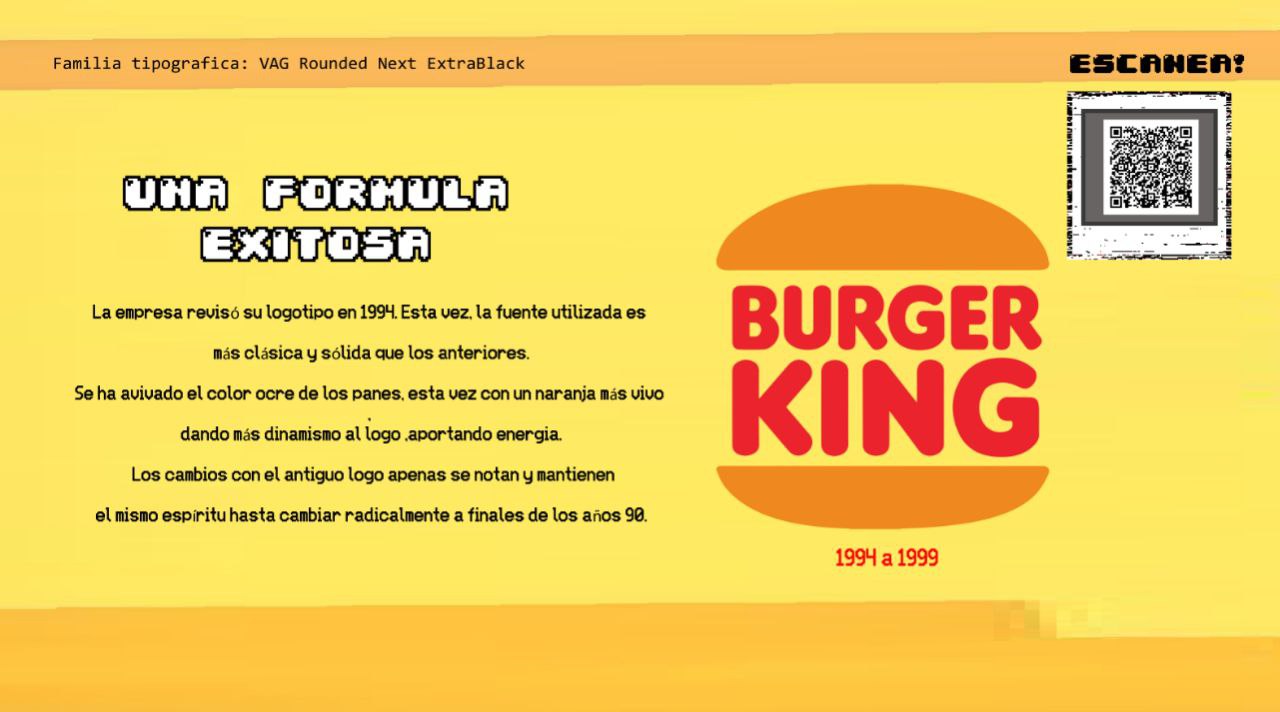 Familia tipografica: VAG Rounded Next ExtraBlack
ESCANEA!
UNA FORMULA
EXITOSA
La empresa revisó su logotipo en 1994. Esta vez, la fuente utilizada es
más clásica y sólida que los anteriores.
Se ha avivado el color ocre de los panes, esta vez con un naranja más vivo
dando más dinamismo al logo ,aportando energia.
Los cambios con el antiguo logo apenas se notan y mantienen
el mismo espíritu hasta cambiar radicalmente a finales de los años 90.
BURGER
KING
1994 a 1999